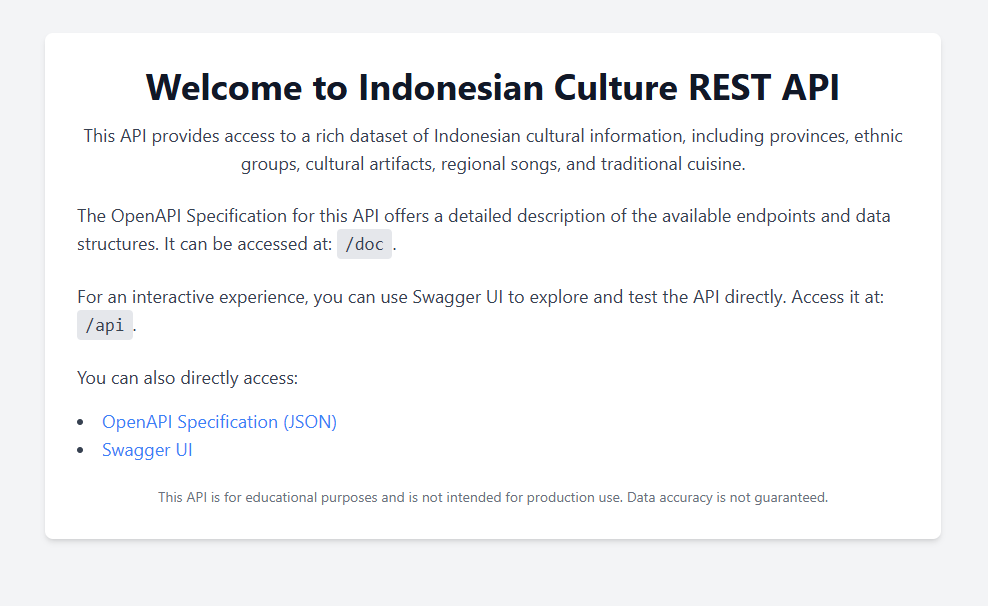 Welcome to Indonesian Culture REST API
This API provides access to a rich dataset of Indonesian cultural information, including provinces, ethnic
groups, cultural artifacts, regional songs, and traditional cuisine.
The OpenAPI Specification for this API offers a detailed description of the available endpoints and data
structures. It can be accessed at: /doc .
For an interactive experience, you can use Swagger UI to explore and test the API directly. Access it at:
/api .
You can also directly access:
• OpenAPI Specification (JSON)
• Swagger UI
This API is for educational purposes and is not intended for production use. Data accuracy is not guaranteed.